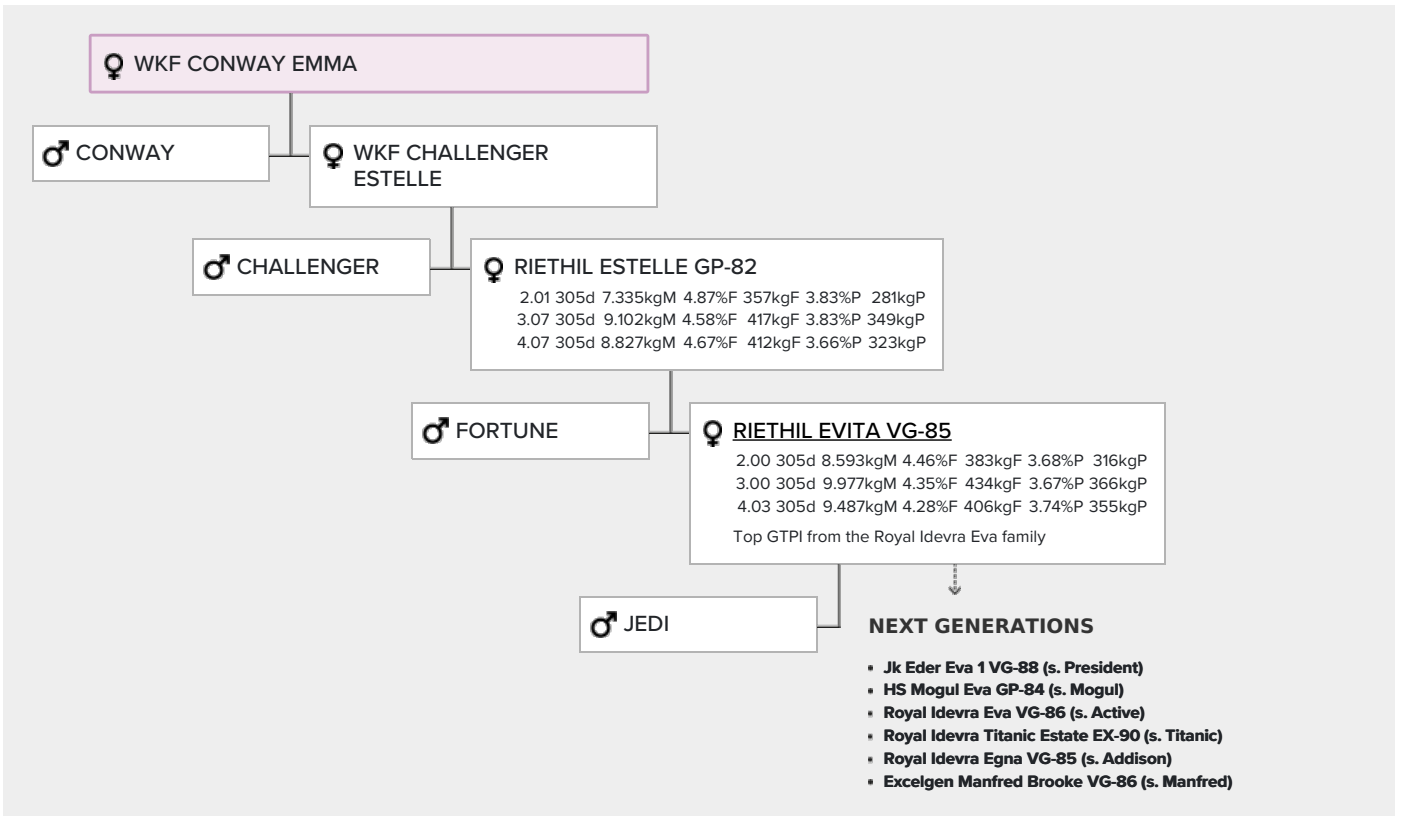 WKF CONWAY EMMA
CONWAY
WKF CHALLENGER
ESTELLE
CHALLENGER
RIETHIL ESTELLE GP-82
2.01 305d 7.335kgM 4.87%F 357kgF 3.83%P 281kgP
3.07 305d 9.102kgM 4.58%F 417kgF 3.83%P 349kgP
4.07 305d 8.827kgM 4.67%F 412kgF 3.66%P 323kgP
FORTUNE
RIETHIL EVITA VG-85
2.00 305d 8.593kgM 4.46%F 383kgF 3.68%P 316kgP
3.00 305d 9.977kgM 4.35%F 434kgF 3.67%P 366kgP
4.03 305d 9.487kgM 4.28%F 406kgF 3.74%P 355kgP
Top GTPI from the Royal Idevra Eva family
JEDI
NEXT GENERATIONS
• Jk Eder Eva 1 VG-88 (s. President)
• HS Mogul Eva GP-84 (s. Mogul)
• Royal Idevra Eva VG-86 (s. Active)
• Royal Idevra Titanic Estate EX-90 (s. Titanic)
• Royal Idevra Egna VG-85 (s. Addison)
• Excelgen Manfred Brooke VG-86 (s. Manfred)